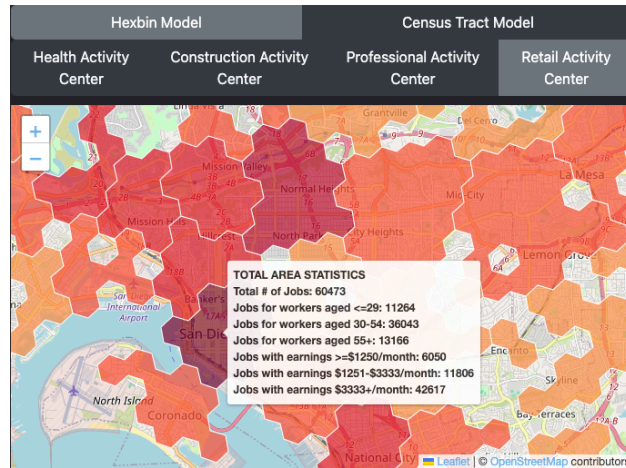 Hexbin Model
Census Tract Model
Health Activity
Center
Construction Activity
Center
Professional Activity
Center
Retail Activity
Center
+
−
Grantville
Del Cerro
La Mesa
Mission Valley
Normal Heights
Mid-City
Mission Hills
Hillcrest
North Park
City Heights
Lemon Grove
San Diego
International
Airport
Banker's
San Die
TOTAL AREA STATISTICS
Total # of Jobs: 60473
Jobs for workers aged <=29: 11264
Jobs for workers aged 30-54: 36043
Jobs for workers aged 55+: 13166
Jobs with earnings >=$1250/month: 6050
Jobs with earnings $1251-$3333/month: 11806
Jobs with earnings $3333+/month: 42617
Encanto
Skyline
North Island
Coronado
Bay Terraces
National City
Leaflet | © OpenStreetMap contributors